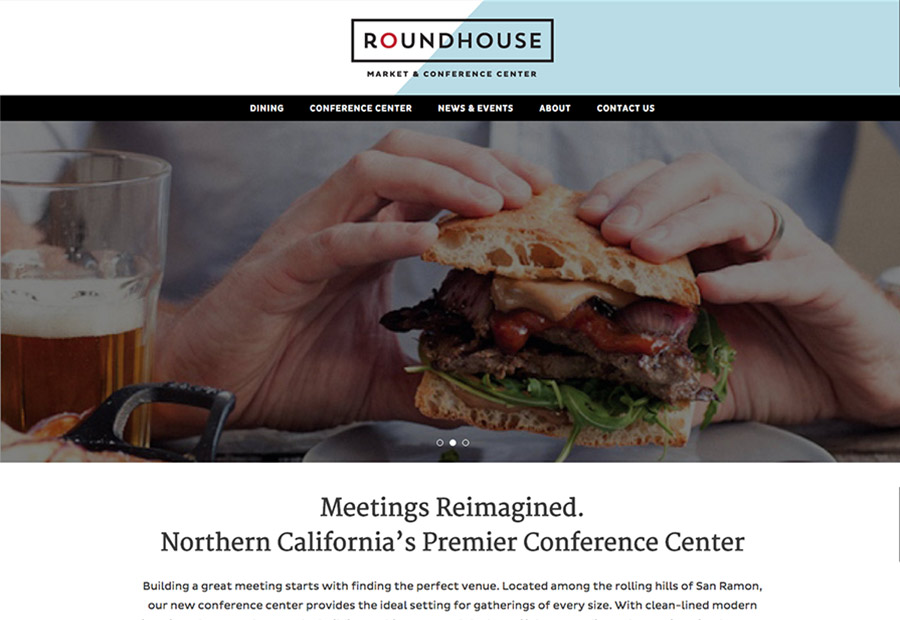 ROUNDHOUSE
MARKET & CONFERENCE CENTER
DINING CONFERENCE CENTER NEWS & EVENTS ABOUT CONTACT US
Meetings Reimagined.
Northern California’s Premier Conference Center
Building a great meeting starts with finding the perfect venue. Located among the rolling hills of San Ramon,
our new conference center provides the ideal setting for gatherings of every size. With clean-lined modern